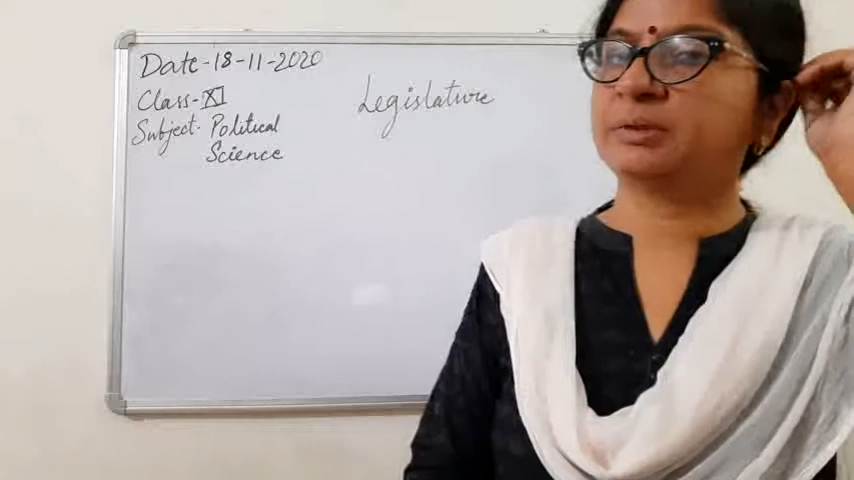 Date-18-11-2020
Class-XI
Legislature
Subject- Political
Science